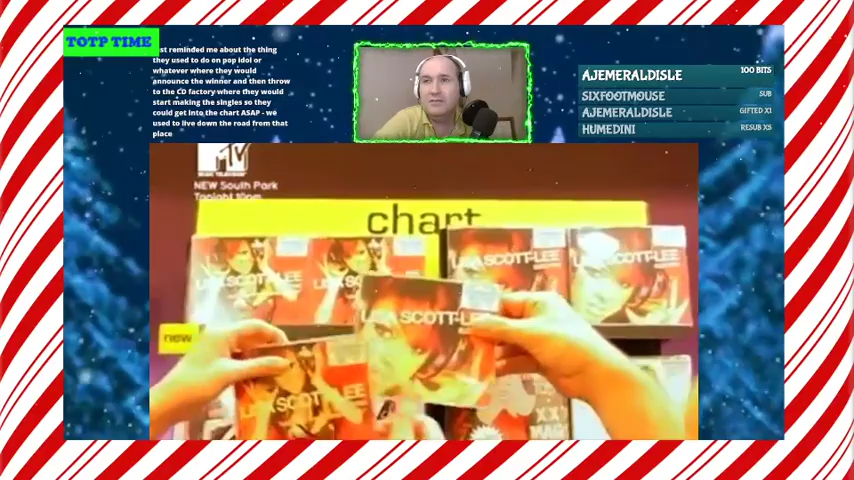 TOTP TIME
st reminded me about the thing
they used to do on pop idol or
whatever where they would
announce the winner and then throw
to the CD factory where they would
start making the singles so they
could get into the chart ASAP - we
used to live down the road from that
place
AJEMERALDISLE 100 BITS
SIXFOOTMOUSE SUB
AJEMERALDISLE GIFTED X1
HUMEDINI RESUB X5
MTV
NEW South Park
Tonight 10pm
chart
LISA SCOTT-LEE
LISA SCOTT-LEE
LISA SCOTT-LEE
new
LISA SCOTT-LEE